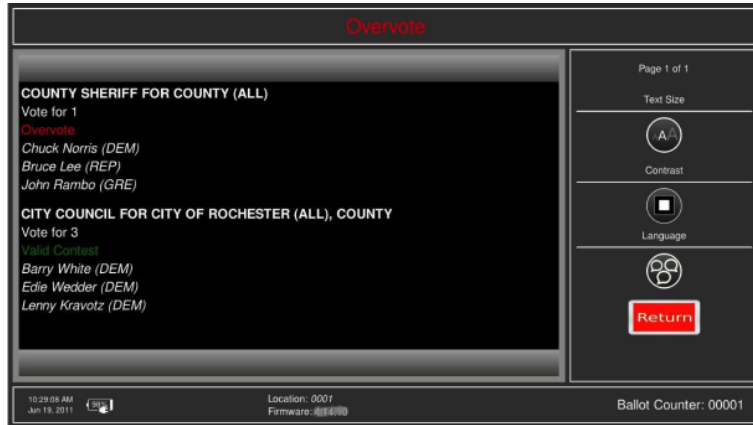 Overvote
COUNTY SHERIFF FOR COUNTY (ALL)
Vote for 1
Overvote
Chuck Norris (DEM)
Bruce Lee (REP)
John Rambo (GRE)
CITY COUNCIL FOR CITY OF ROCHESTER (ALL), COUNTY
Vote for 3
Valid Contest
Barry White (DEM)
Edie Wedder (DEM)
Lenny Kravotz (DEM)
Page 1 of 1
Text Size
AAA
Contrast
Language
Return
10:29:08 AM
Jun 19, 2011
98%
Location: 0001
Firmware:
Ballot Counter: 00001